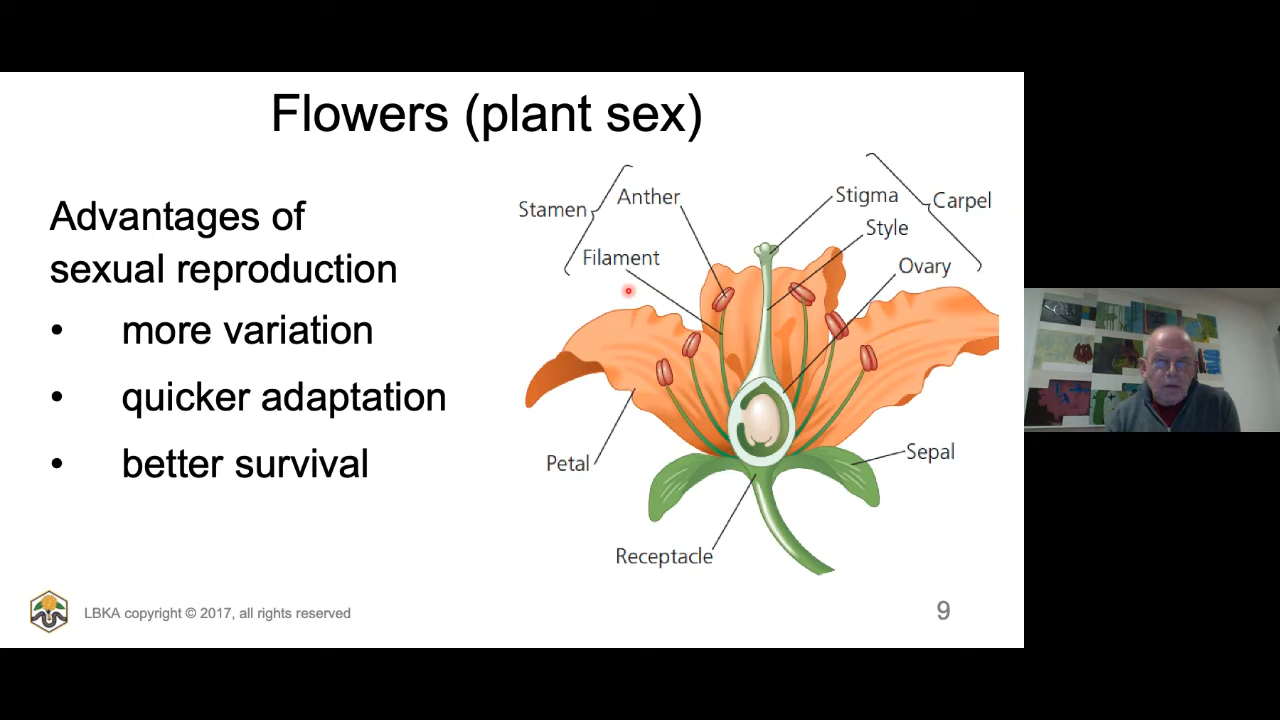 Flowers (plant sex)
Advantages of
sexual reproduction
• more variation
• quicker adaptation
• better survival
Stamen
Anther
Filament
Stigma
Carpel
Style
Ovary
Petal
Sepal
Receptacle
LBKA copyright © 2017, all rights reserved
9